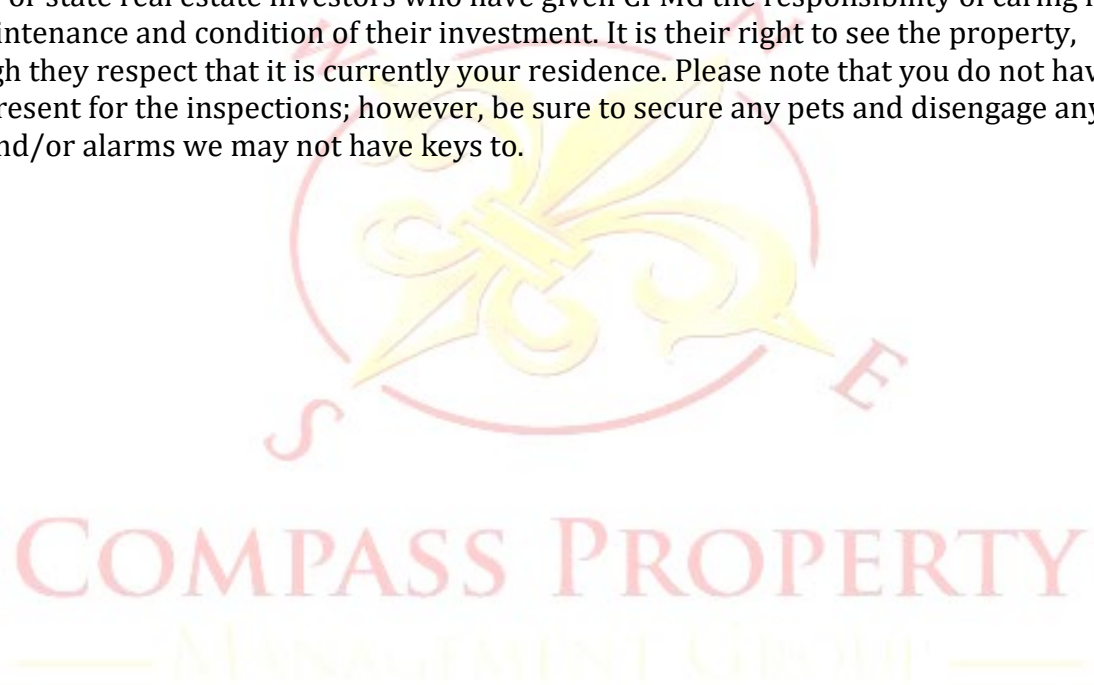 of state real estate investors who have given CPMG the responsibility of caring
intenance and condition of their investment. It is their right to see the property,
gh they respect that it is currently your residence. Please note that you do not hav
resent for the inspections; however, be sure to secure any pets and disengage any
nd/or alarms we may not have keys to.
W
N
S
E
COMPASS PROPERTY
MANAGEMENT GROUP